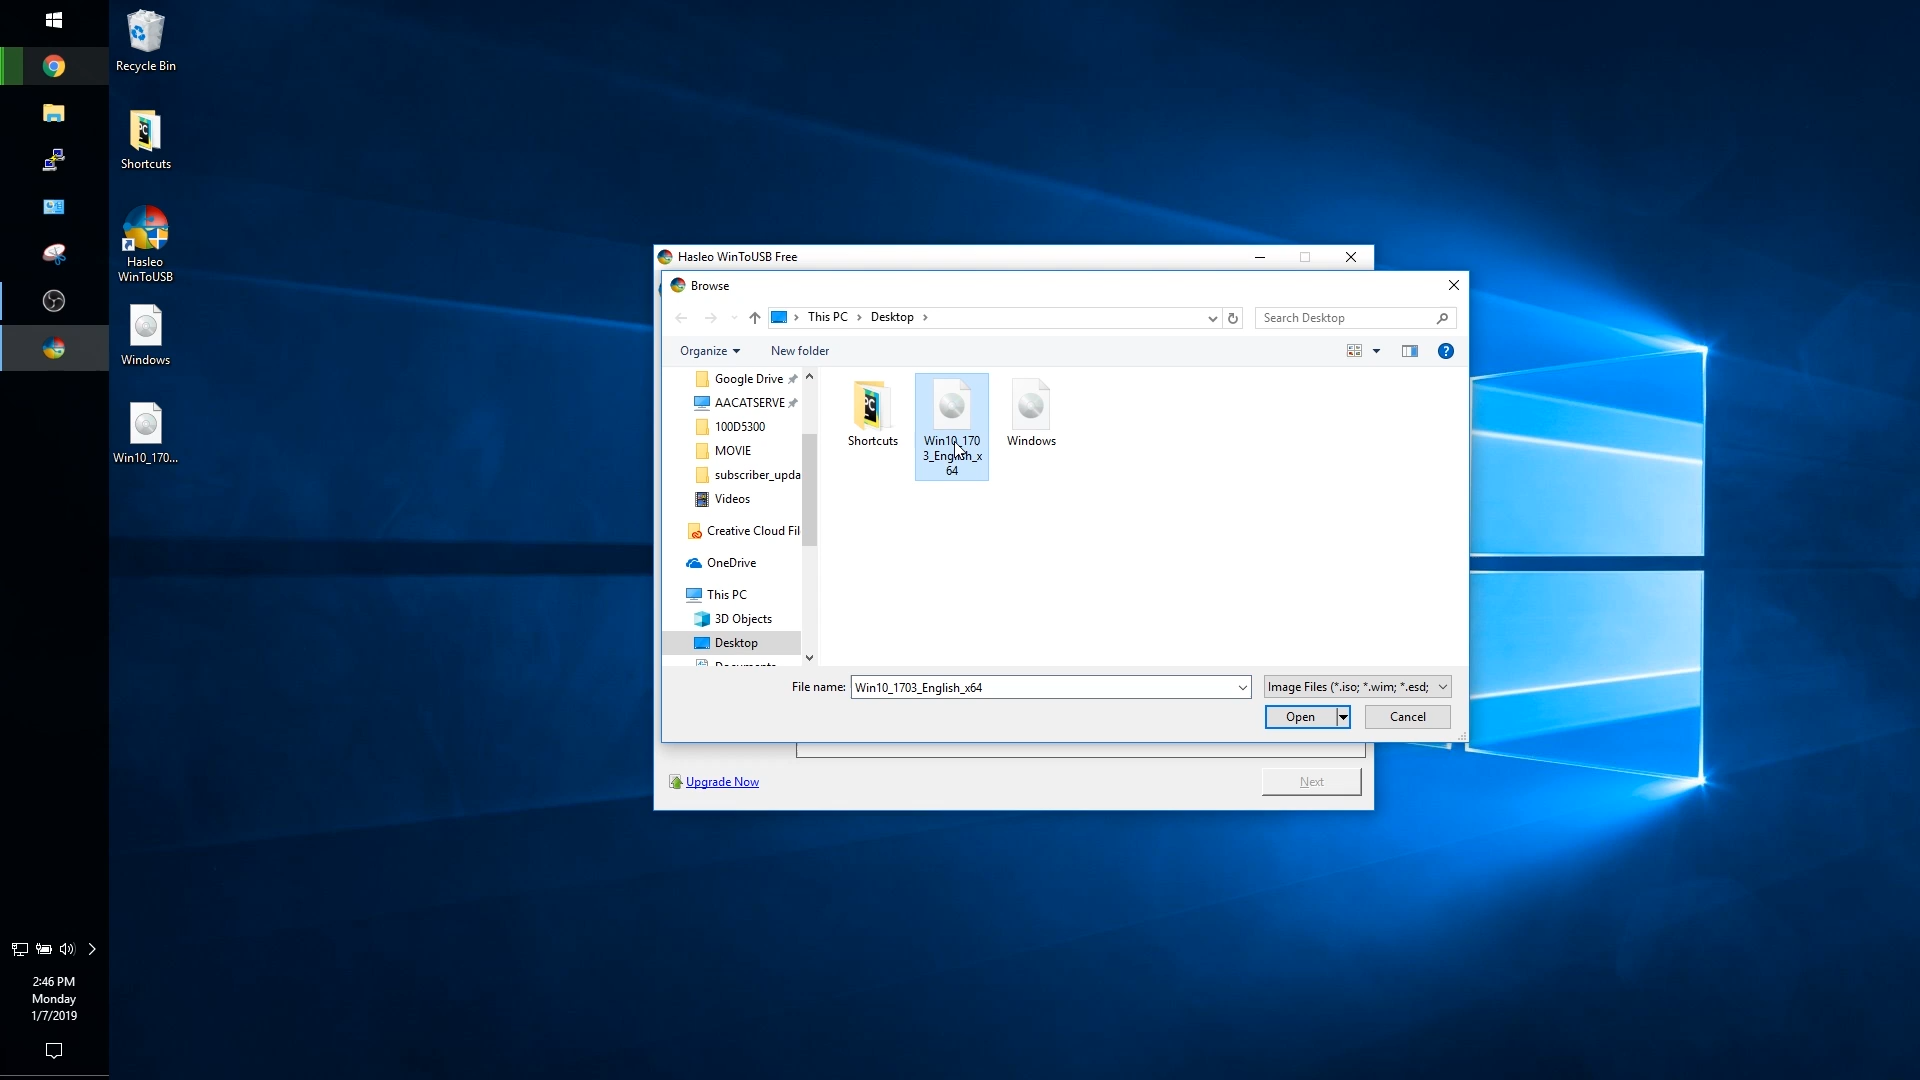 Recycle Bin
Shortcuts
Hasleo
WinToUSB
Windows
Win10_170...
2:46 PM
Monday
1/7/2019
Hasleo WinToUSB Free
Browse
This PC
Desktop
Search Desktop
Organize
New folder
Google Drive
AACATSERVE
100D5300
MOVIE
subscriber_upda
Videos
Creative Cloud Fil
OneDrive
This PC
3D Objects
Desktop
Shortcuts
Win10_170
3_English_x
64
Windows
File name:
Win10_1703_English_x64
Image Files (*.iso; *.wim; *.esd;
Open
Cancel
Upgrade Now
Next